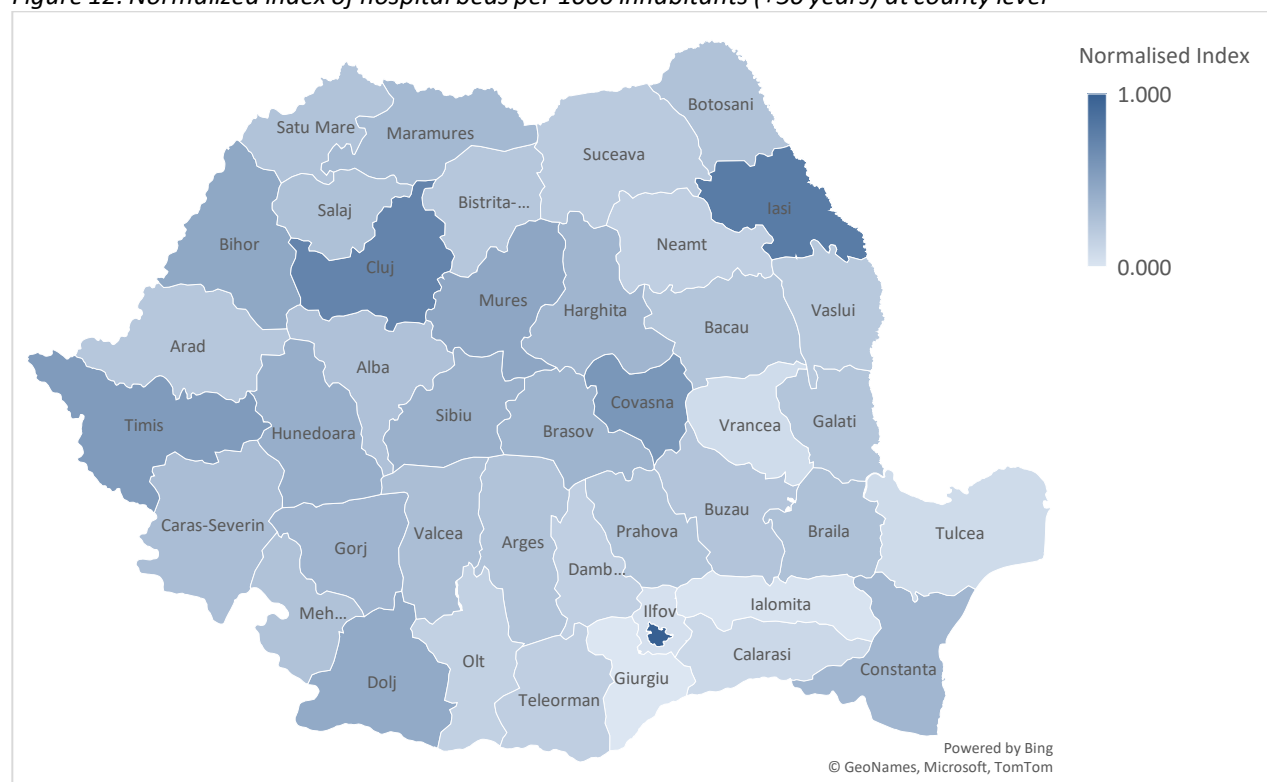 Normalised Index
1.000
0.000
Botosani
Satu Mare
Maramures
Suceava
Iasi
Salaj
Bistrita-...
Bihor
Neamt
Cluj
Mures
Harghita
Vaslui
Bacau
Arad
Alba
Covasna
Timis
Sibiu
Hunedoara
Brasov
Vrancea
Galati
Caras-Severin
Valcea
Buzau
Gorj
Arges
Prahova
Braila
Tulcea
Damb...
Meh...
Ilfov
Ialomita
Olt
Calarasi
Dolj
Giurgiu
Constanta
Teleorman
Powered by Bing
© GeoNames, Microsoft, TomTom